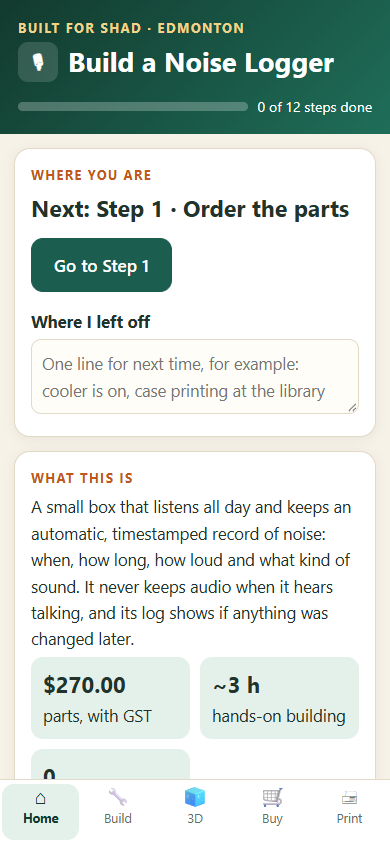 BUILT FOR SHAD · EDMONTON
Build a Noise Logger
0 of 12 steps done
WHERE YOU ARE
Next: Step 1 · Order the parts
Go to Step 1
Where I left off
One line for next time, for example:
cooler is on, case printing at the library
WHAT THIS IS
A small box that listens all day and keeps an
automatic, timestamped record of noise:
when, how long, how loud and what kind of
sound. It never keeps audio when it hears
talking, and its log shows if anything was
changed later.
$270.00
parts, with GST
~3 h
hands-on building
0
Home
Build
3D
Buy
Print